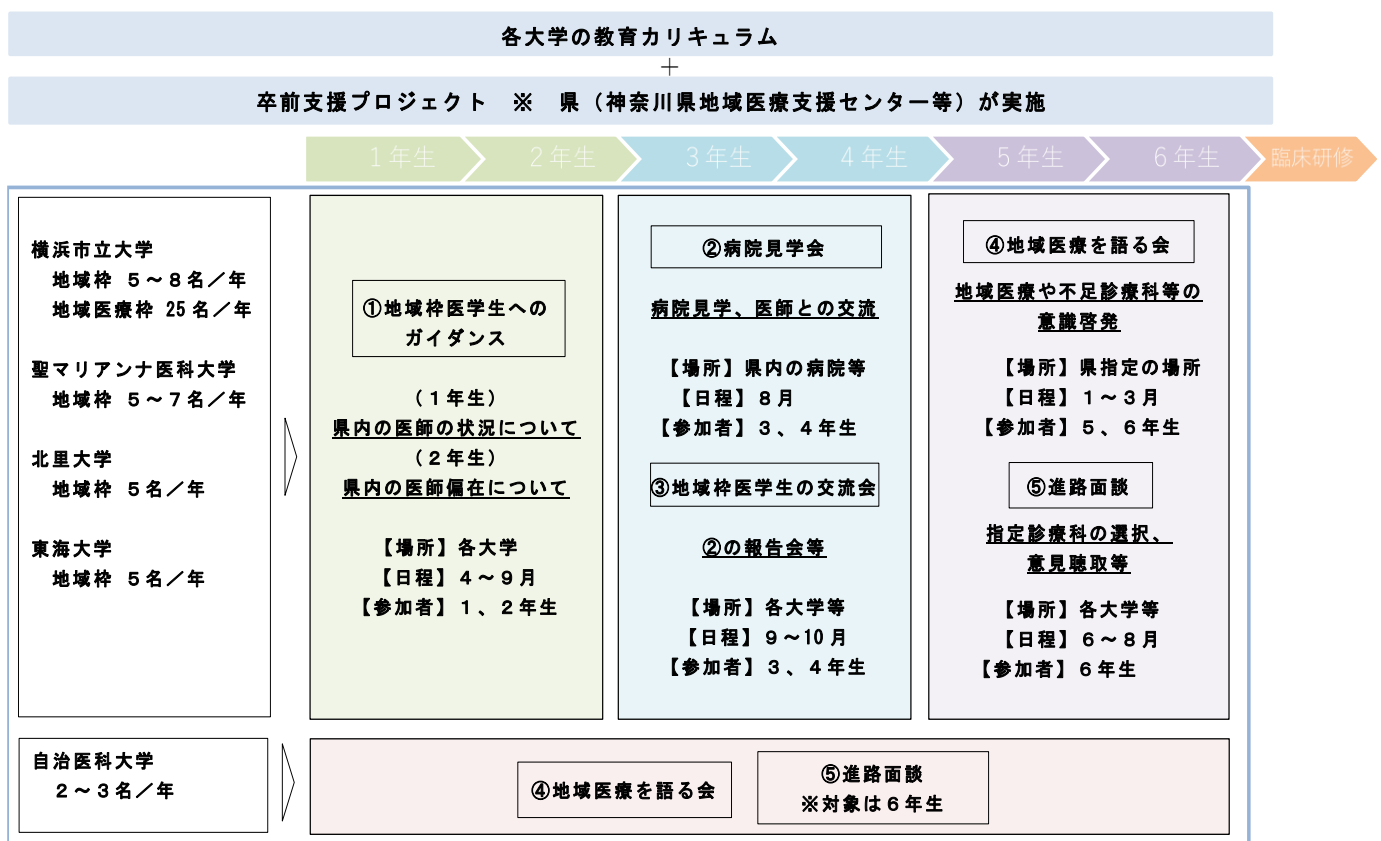 各大学の教育カリキュラム
＋
卒前支援プロジェクト　※　県（神奈川県地域医療支援センター等）が実施
１年生
２年生
３年生
４年生
５年生
６年生
臨床研修
横浜市立大学
地域枠 ５～８名／年
地域医療枠 25名／年
聖マリアンナ医科大学
地域枠 ５～７名／年
北里大学
地域枠 ５名／年
東海大学
地域枠 ５名／年
①地域枠医学生への
ガイダンス
（１年生）
県内の医師の状況について
（２年生）
県内の医師偏在について
【場所】各大学
【日程】４～９月
【参加者】１、２年生
②病院見学会
病院見学、医師との交流
【場所】県内の病院等
【日程】８月
【参加者】３、４年生
③地域枠医学生の交流会
②の報告会等
【場所】各大学等
【日程】９～10月
【参加者】３、４年生
④地域医療を語る会
地域医療や不足診療科等の
意識啓発
【場所】県指定の場所
【日程】１～３月
【参加者】５、６年生
⑤進路面談
指定診療科の選択、
意見聴取等
【場所】各大学等
【日程】６～８月
【参加者】６年生
自治医科大学
２～３名／年
④地域医療を語る会
⑤進路面談
※対象は６年生